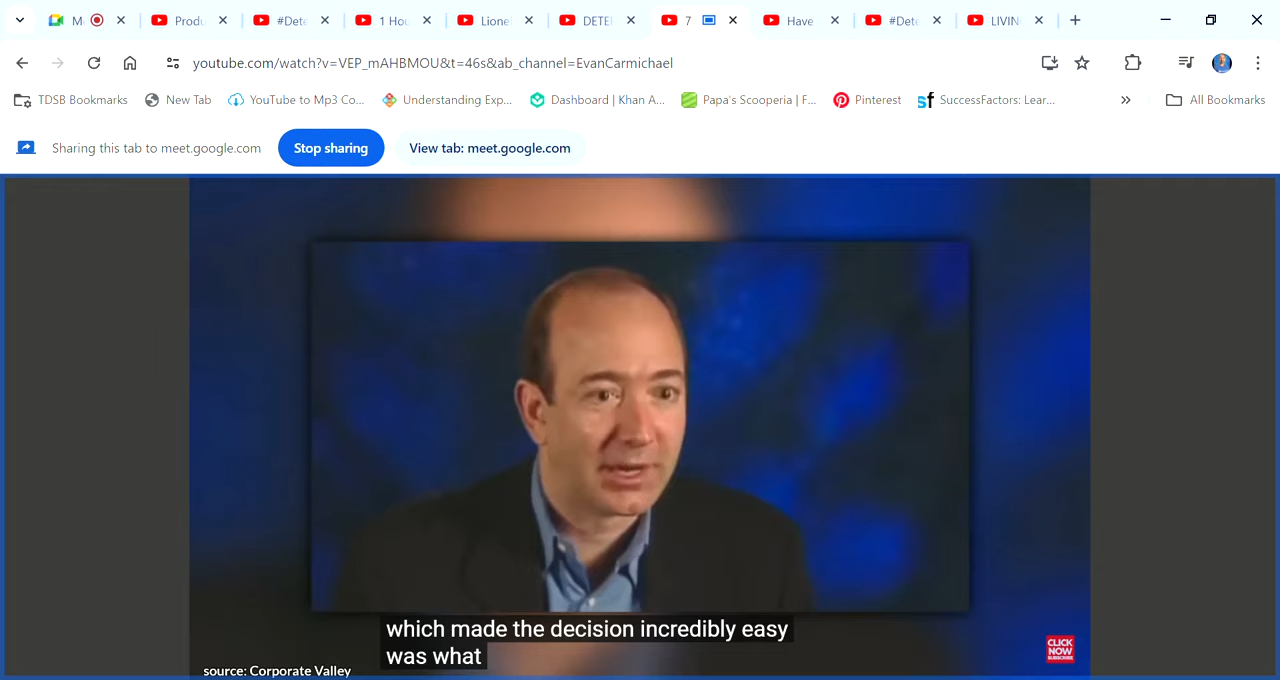 M
Produ
#Dete
1 Hou
Lione
DETE
7
Have
#Dete
LIVIN
youtube.com/watch?v=VEP_mAHBMOU&t=46s&ab_channel=EvanCarmichael
TDSB Bookmarks
New Tab
YouTube to Mp3 Co...
Understanding Exp...
Dashboard | Khan A...
Papa's Scooperia | F...
Pinterest
sf SuccessFactors: Lear...
All Bookmarks
Sharing this tab to meet.google.com
Stop sharing
View tab: meet.google.com
which made the decision incredibly easy
was what
CLICK
NOW
SUBSCRIBE
source: Corporate Valley